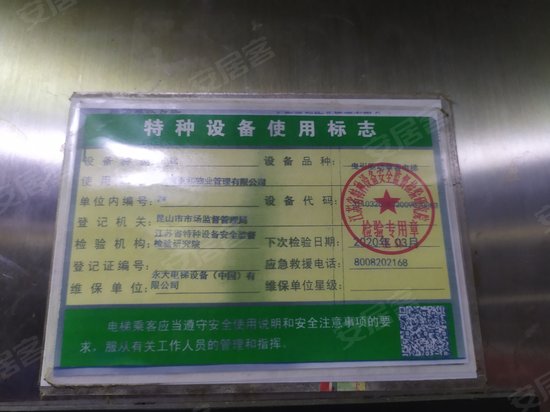 特种设备使用标志
设备品种:
物业管理有限公司
单位内编号: 设备代码:
登记机关: 昆山市市场监督管理局
检验机构: 江苏省特种设备安全监督检验研究院 下次检验日期: 2020年 03月
登记证编号: 应急救援电话: 8008202168
维保单位: 永大电梯设备(中国)有限公司 维保单位星级:
检验专用章
电梯乘客应当遵守安全使用说明和安全注意事项的要
求,服从有关工作人员的管理和指挥。
安居客